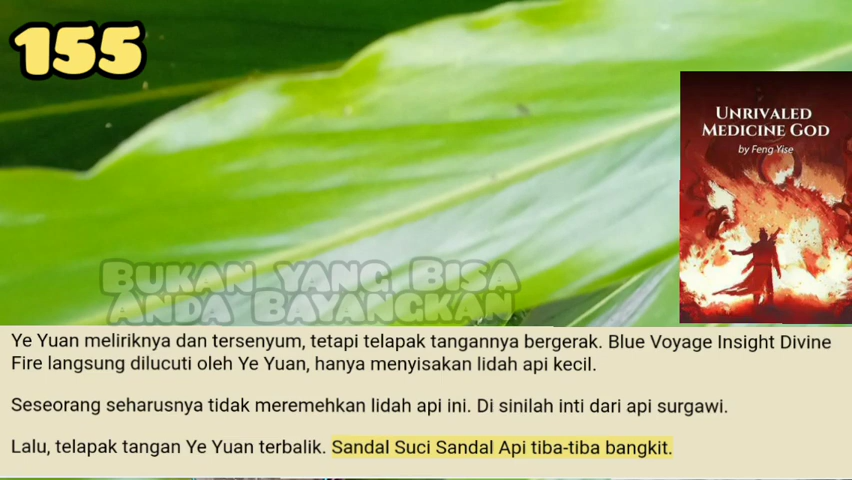 155
UNRIVALED
MEDICINE GOD
by Feng Yise
BUKAN YANG BISA
ANDA BAYANGKAN
Ye Yuan meliriknya dan tersenyum, tetapi telapak tangannya bergerak. Blue Voyage Insight Divine
Fire langsung dilucuti oleh Ye Yuan, hanya menyisakan lidah api kecil.
Seseorang seharusnya tidak meremehkan lidah api ini. Di sinilah inti dari api surgawi.
Lalu, telapak tangan Ye Yuan terbalik. Sandal Suci Sandal Api tiba-tiba bangkit.